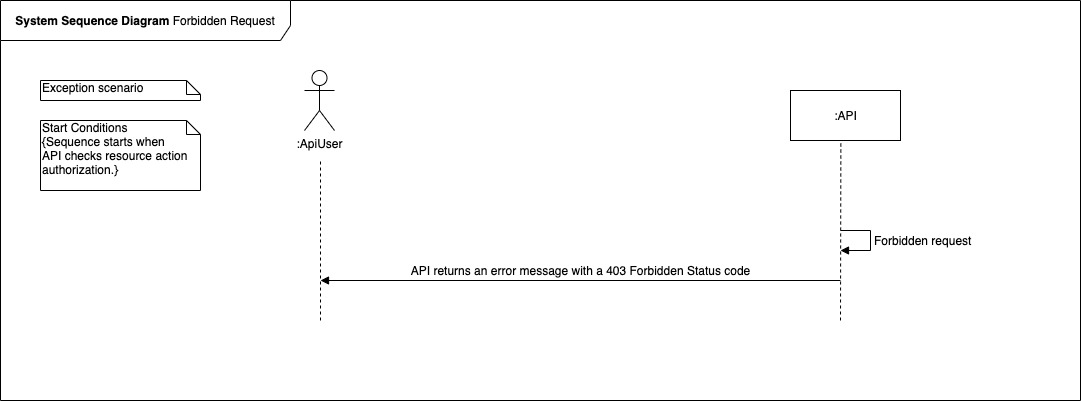 System Sequence Diagram Forbidden Request
Exception scenario
Start Conditions
{Sequence starts when
API checks resource action
authorization.}
:ApiUser
:API
Forbidden request
API returns an error message with a 403 Forbidden Status code